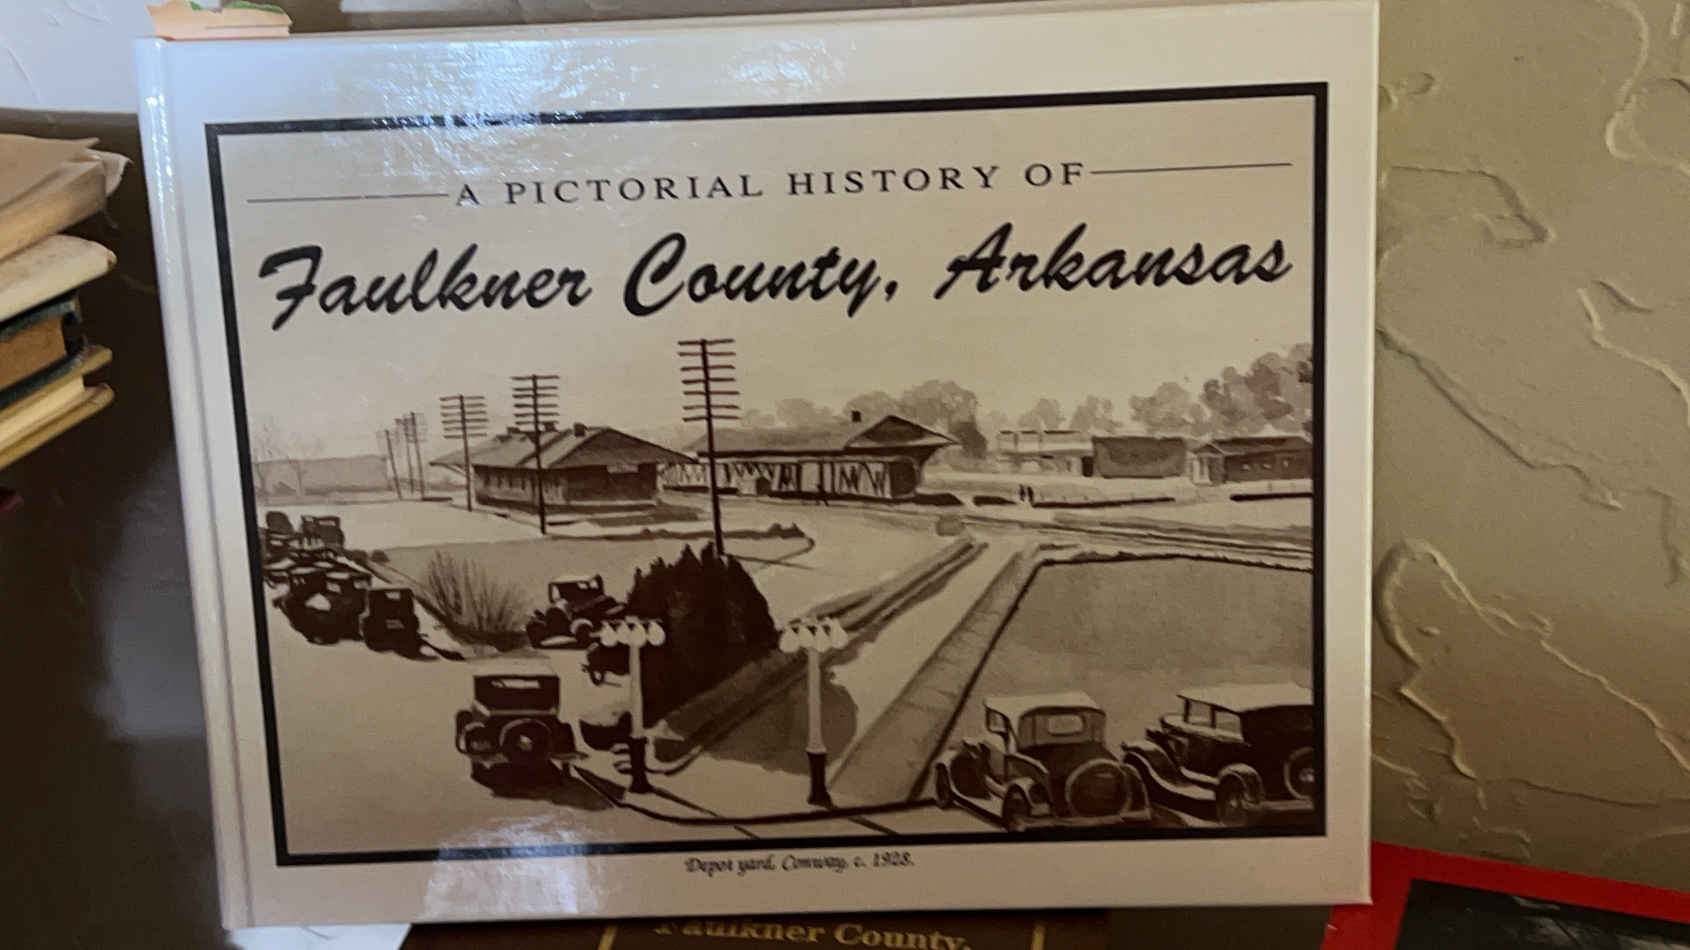 A PICTORIAL HISTORY OF
Faulkner County, Arkansas
Depot yard, Conway, c. 1928.
Faulkner County,